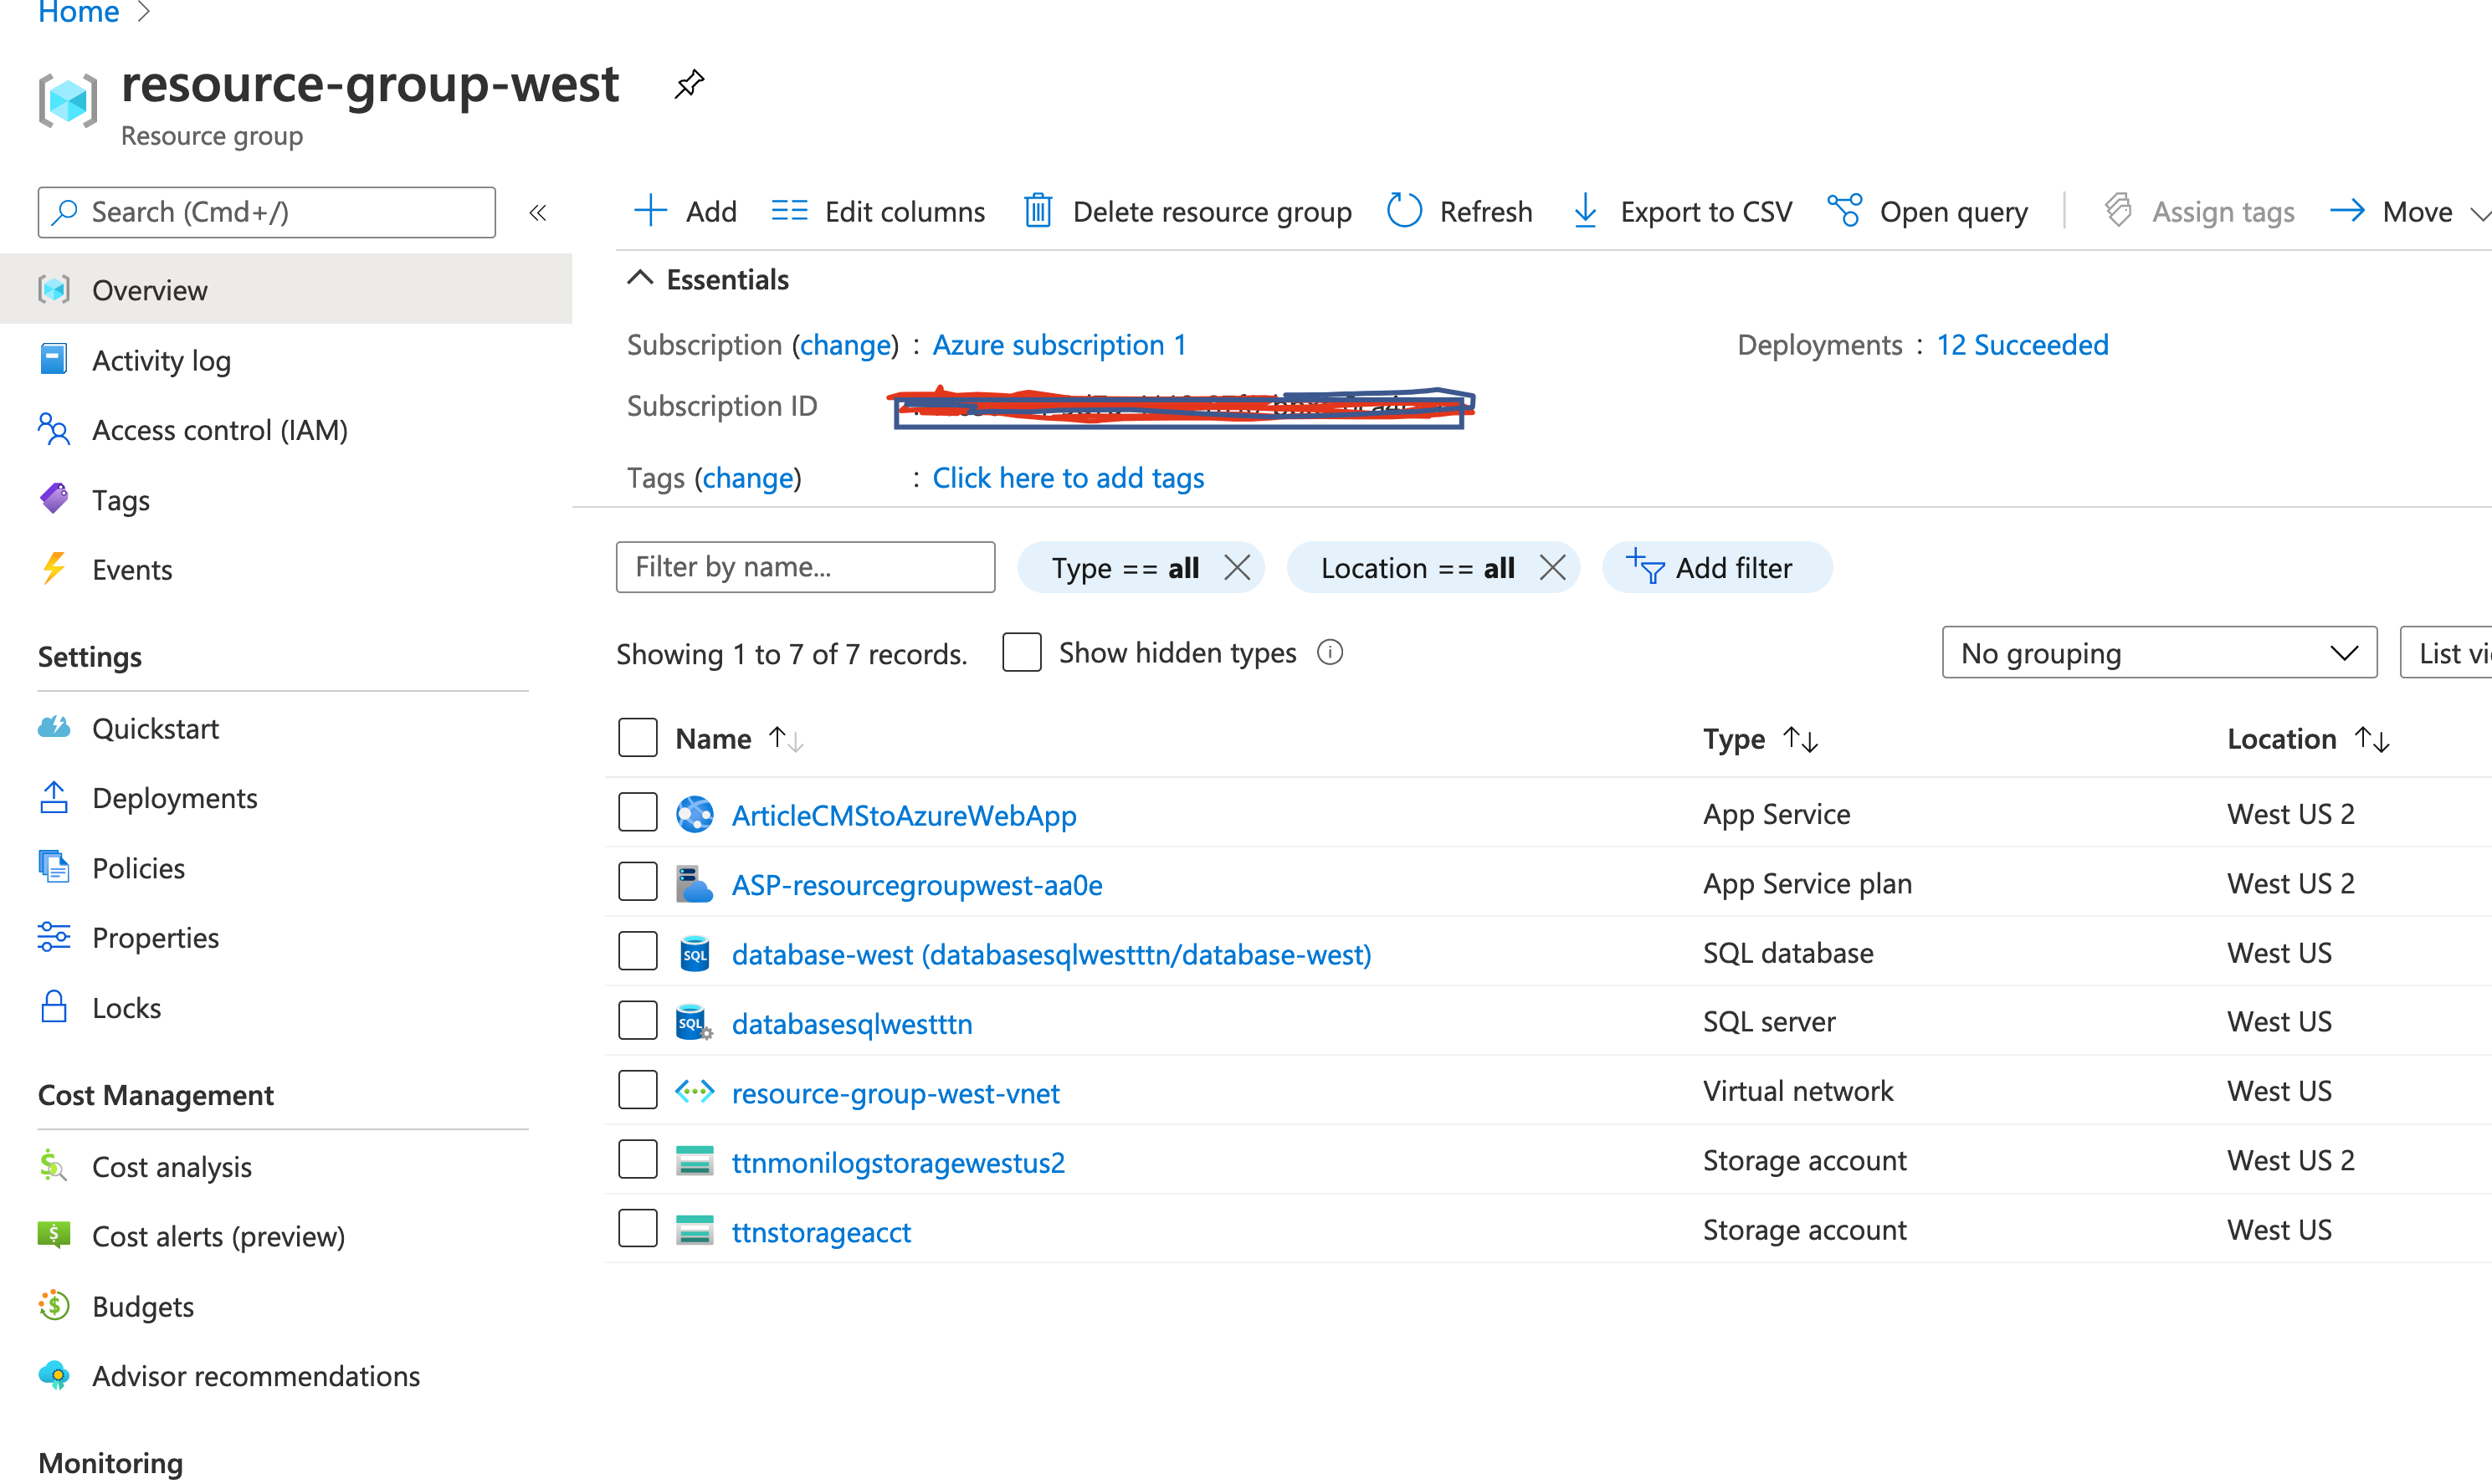 Home >
resource-group-west
Resource group
Search (Cmd+/)
«
Add
Edit columns
Delete resource group
Refresh
Export to CSV
Open query
Assign tags
Move
Overview
Activity log
Access control (IAM)
Tags
Events
Settings
Quickstart
Deployments
Policies
Properties
Locks
Cost Management
Cost analysis
Cost alerts (preview)
Budgets
Advisor recommendations
Monitoring
Essentials
Subscription (change) : Azure subscription 1
Deployments : 12 Succeeded
Subscription ID
Tags (change) : Click here to add tags
Filter by name...
Type == all
Location == all
Add filter
Showing 1 to 7 of 7 records.
Show hidden types
No grouping
List vi
Name Type Location
ArticleCMStoAzureWebApp App Service West US 2
ASP-resourcegroupwest-aa0e App Service plan West US 2
database-west (databasesqlwestttn/database-west) SQL database West US
databasesqlwestttn SQL server West US
resource-group-west-vnet Virtual network West US
ttnmonilogstoragewestus2 Storage account West US 2
ttnstorageacct Storage account West US